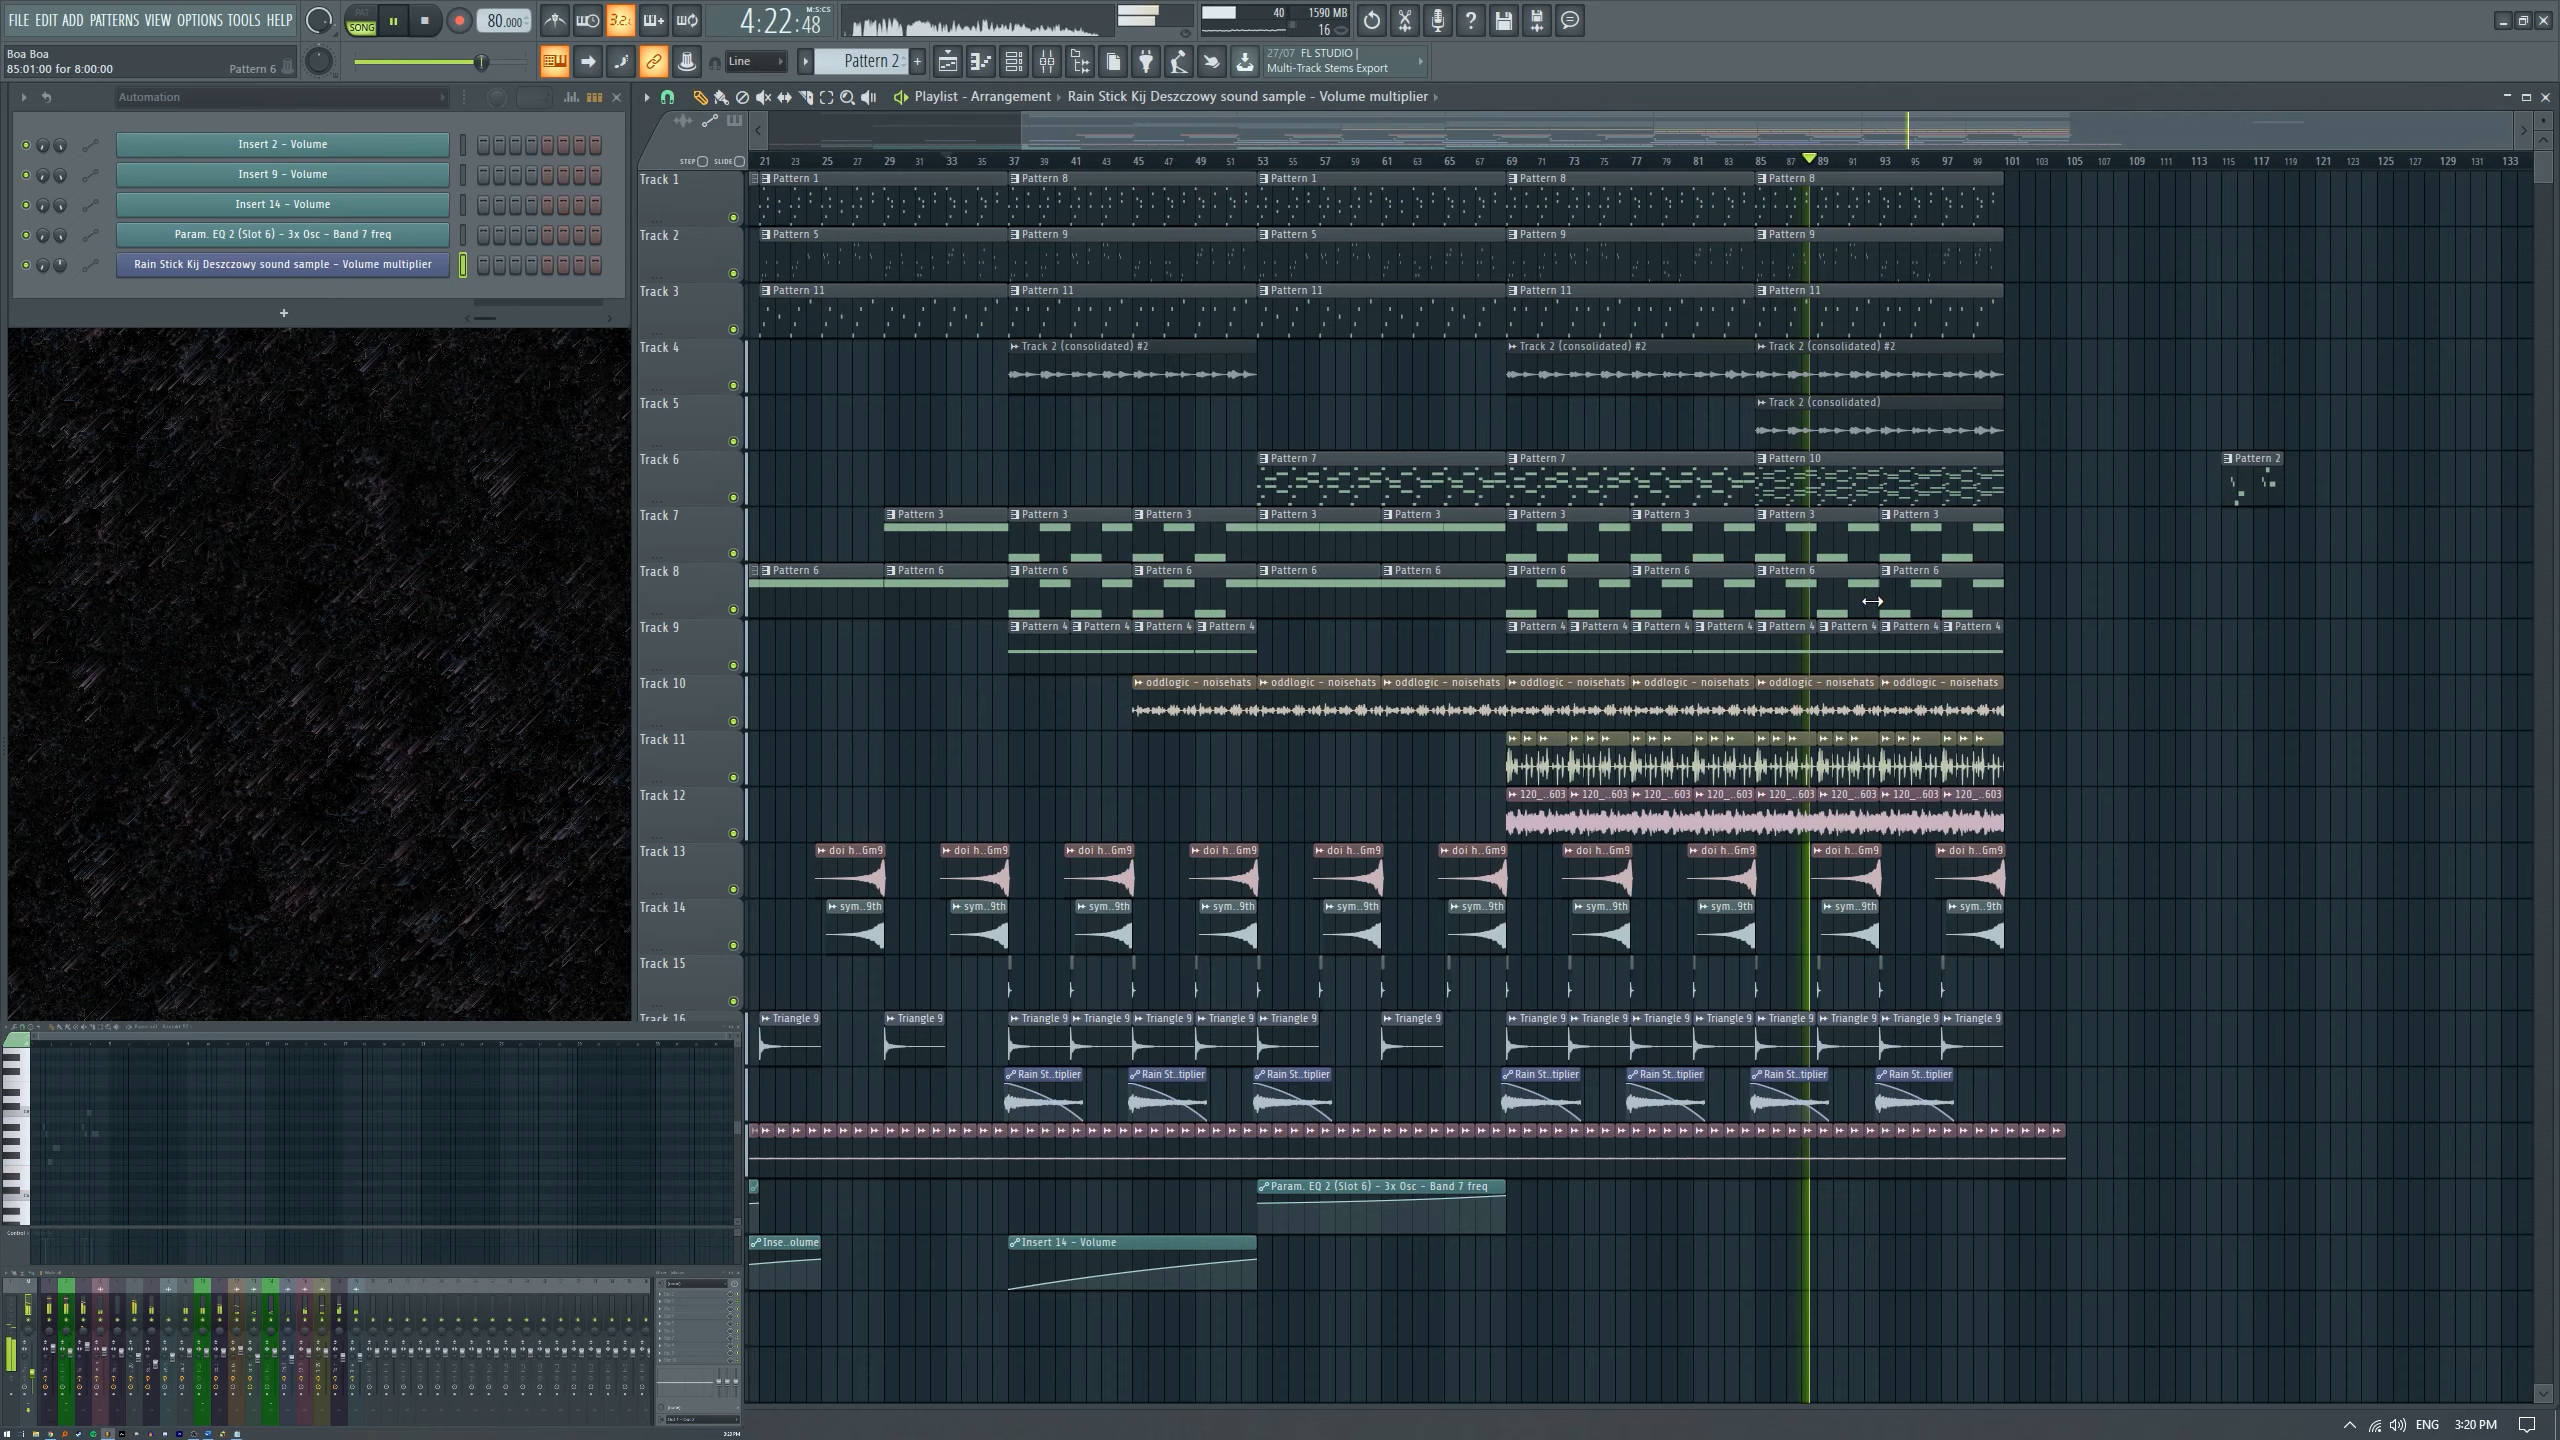 FILE EDIT ADD PATTERNS VIEW OPTIONS TOOLS HELP
PAT
SONG
80.000
3.2.
4:22:48
M:S:CS
40
1590 MB
16
Boa Boa
85:01:00 for 8:00:00
Pattern 6
Line
Pattern 2
27/07 FL STUDIO |
Multi-Track Stems Export
Automation
Insert 2 – Volume
Insert 9 – Volume
Insert 14 – Volume
Param. EQ 2 (Slot 6) – 3x Osc – Band 7 freq
Rain Stick Kij Deszczowy sound sample – Volume multiplier
Playlist – Arrangement › Rain Stick Kij Deszczowy sound sample – Volume multiplier
STEP SLIDE
21 23 25 27 29 31 33 35 37 39 41 43 45 47 49 51 53 55 57 59 61 63 65 67 69 71 73 75 77 79 81 83 85 87 89 91 93 95 97 99 101 103 105 107 109 111 113 115 117 119 121 123 125 127 129 131 133
Track 1
Pattern 1 Pattern 8 Pattern 1 Pattern 8 Pattern 8
Track 2
Pattern 5 Pattern 9 Pattern 5 Pattern 9 Pattern 9
Track 3
Pattern 11 Pattern 11 Pattern 11 Pattern 11 Pattern 11
Track 4
Track 2 (consolidated) #2 Track 2 (consolidated) #2 Track 2 (consolidated) #2
Track 5
Track 2 (consolidated)
Track 6
Pattern 7 Pattern 7 Pattern 10 Pattern 2
Track 7
Pattern 3 Pattern 3 Pattern 3 Pattern 3 Pattern 3 Pattern 3 Pattern 3 Pattern 3 Pattern 3
Track 8
Pattern 6 Pattern 6 Pattern 6 Pattern 6 Pattern 6 Pattern 6 Pattern 6 Pattern 6 Pattern 6 Pattern 6
Track 9
Pattern 4 Pattern 4 Pattern 4 Pattern 4 Pattern 4 Pattern 4 Pattern 4 Pattern 4 Pattern 4 Pattern 4 Pattern 4 Pattern 4
Track 10
oddlogic – noisehats oddlogic – noisehats oddlogic – noisehats oddlogic – noisehats oddlogic – noisehats oddlogic – noisehats oddlogic – noisehats
Track 11
Track 12
120_..603 120_..603 120_..603 120_..603 120_..603 120_..603 120_..603 120_..603
Track 13
doi h..Gm9 doi h..Gm9 doi h..Gm9 doi h..Gm9 doi h..Gm9 doi h..Gm9 doi h..Gm9 doi h..Gm9 doi h..Gm9 doi h..Gm9
Track 14
sym..9th sym..9th sym..9th sym..9th sym..9th sym..9th sym..9th sym..9th sym..9th sym..9th
Track 15
Track 16
Triangle 9 Triangle 9 Triangle 9 Triangle 9 Triangle 9 Triangle 9 Triangle 9 Triangle 9 Triangle 9 Triangle 9 Triangle 9 Triangle 9 Triangle 9 Triangle 9 Triangle 9 Triangle 9
Rain St..tiplier Rain St..tiplier Rain St..tiplier Rain St..tiplier Rain St..tiplier Rain St..tiplier Rain St..tiplier
Param. EQ 2 (Slot 6) – 3x Osc – Band 7 freq
Inse..olume Insert 14 – Volume
Control
ENG 3:20 PM